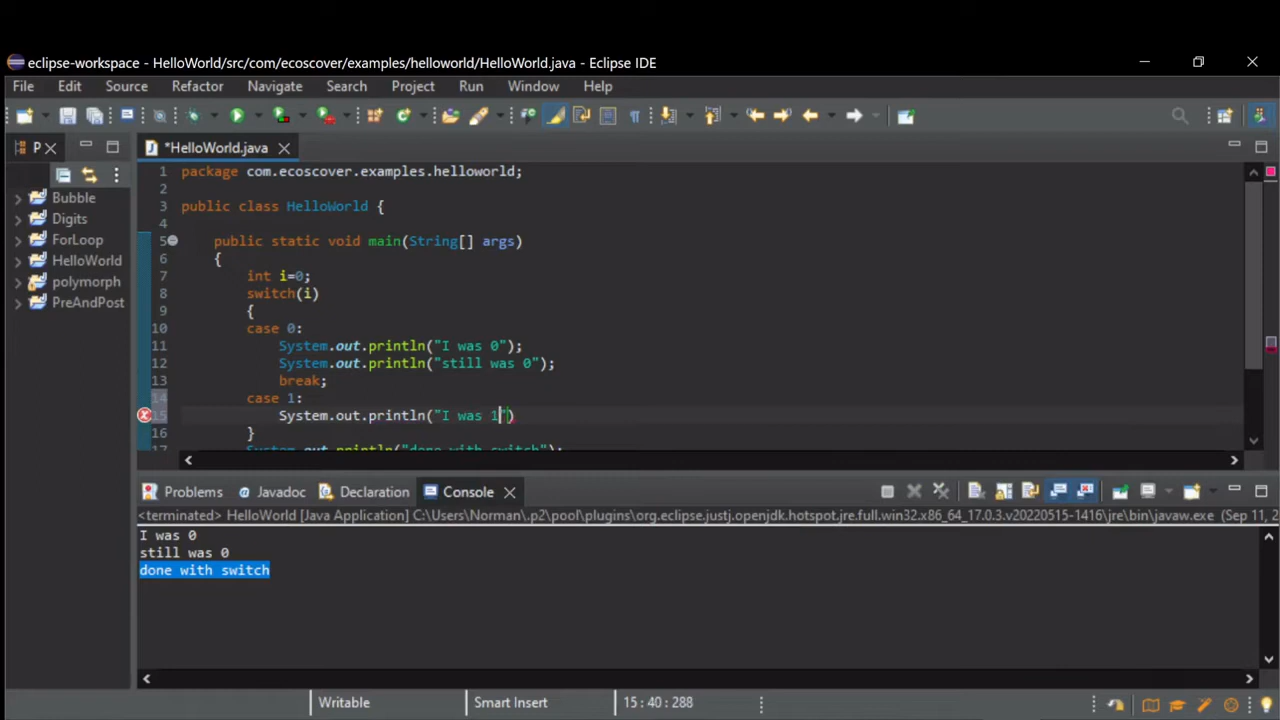 eclipse-workspace - HelloWorld/src/com/ecoscover/examples/helloworld/HelloWorld.java - Eclipse IDE
File Edit Source Refactor Navigate Search Project Run Window Help
P
*HelloWorld.java
Bubble
Digits
ForLoop
HelloWorld
polymorph
PreAndPost
1 package com.ecoscover.examples.helloworld;
2
3 public class HelloWorld {
4
5 public static void main(String[] args)
6 {
7 int i=0;
8 switch(i)
9 {
10 case 0:
11 System.out.println("I was 0");
12 System.out.println("still was 0");
13 break;
14 case 1:
15 System.out.println("I was 1")
16 }
17 System.out.println("done with switch");
Problems @ Javadoc Declaration Console
<terminated> HelloWorld [Java Application] C:\Users\Norman\.p2\pool\plugins\org.eclipse.justj.openjdk.hotspot.jre.full.win32.x86_64_17.0.3.v20220515-1416\jre\bin\javaw.exe (Sep 11, 2
I was 0
still was 0
done with switch
Writable Smart Insert 15 : 40 : 288